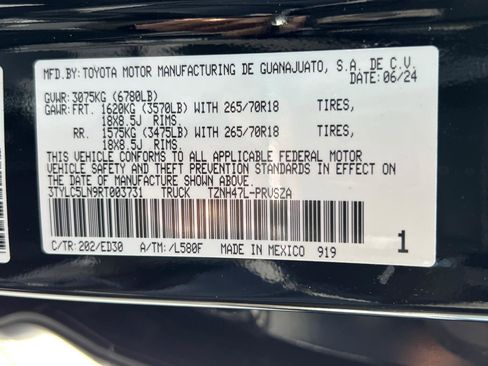 MFD.BY:TOYOTA MOTOR MANUFACTURING DE GUANAJUATO, S.A. DE C.V.
DATE:06/24
GVWR:3075KG (6780LB)
GAWR:FRT. 1620KG (3570LB) WITH 265/70R18 TIRES,
18X8.5J RIMS.
RR. 1575KG (3475LB) WITH 265/70R18 TIRES,
18X8.5J RIMS.
THIS VEHICLE CONFORMS TO ALL APPLICABLE FEDERAL MOTOR
VEHICLE SAFETY AND THEFT PREVENTION STANDARDS IN EFFECT ON
THE DATE OF MANUFACTURE SHOWN ABOVE.
3TYLC5LN9RT003731 TRUCK TZNH47L-PRVSZA
C/TR:202/ED30 A/TM:/L580F MADE IN MEXICO 919 1